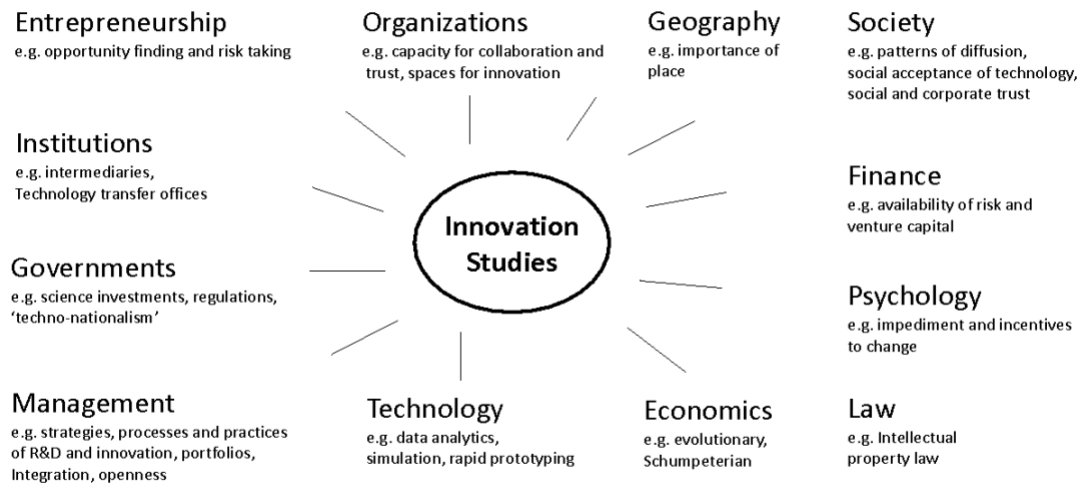 Entrepreneurship
e.g. opportunity finding and risk taking
Organizations
e.g. capacity for collaboration and
trust, spaces for innovation
Geography
e.g. importance of
place
Society
e.g. patterns of diffusion,
social acceptance of technology,
social and corporate trust
Institutions
e.g. intermediaries,
Technology transfer offices
Finance
e.g. availability of risk and
venture capital
Innovation
Studies
Governments
e.g. science investments, regulations,
‘techno-nationalism’
Psychology
e.g. impediment and incentives
to change
Management
e.g. strategies, processes and practices
of R&D and innovation, portfolios,
Integration, openness
Technology
e.g. data analytics,
simulation, rapid prototyping
Economics
e.g. evolutionary,
Schumpeterian
Law
e.g. Intellectual
property law